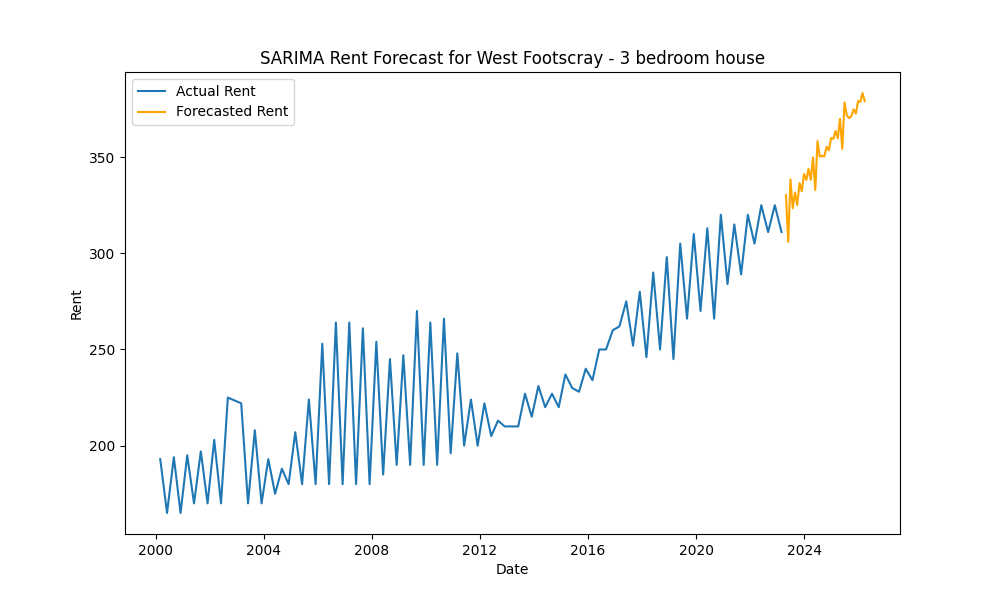 SARIMA Rent Forecast for West Footscray - 3 bedroom house
Actual Rent
Forecasted Rent
Rent
350
300
250
200
2000 2004 2008 2012 2016 2020 2024
Date